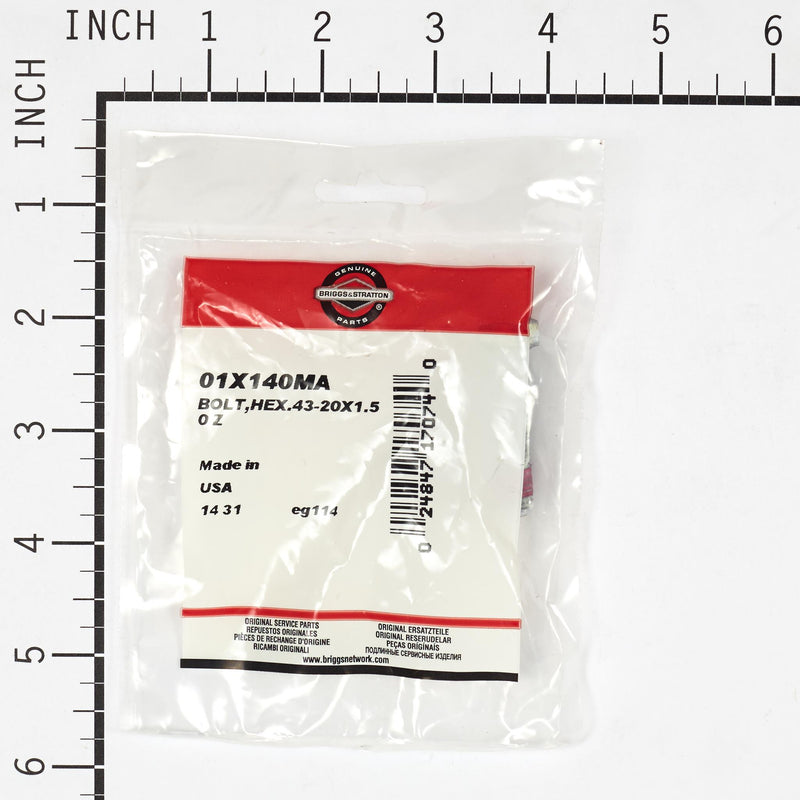 INCH 1 2 3 4 5 6
INCH 1 2 3 4 5 6
GENUINE
BRIGGS&STRATTON
®
PARTS
01X140MA
BOLT,HEX.43-20X1.5
0 Z
Made in
USA
14 31 eg114
0 24847 17074 0
ORIGINAL SERVICE PARTS
REPUESTOS ORIGINALES
PIÈCES DE RECHANGE D'ORIGINE
RICAMBI ORIGINALI
ORIGINAL ERSATZTEILE
ORIGINAL RESERUDELAR
PEÇAS ORIGINAIS
ПОДЛИННЫЕ СЕРВИСНЫЕ ИЗДЕЛИЯ
www.briggsnetwork.com